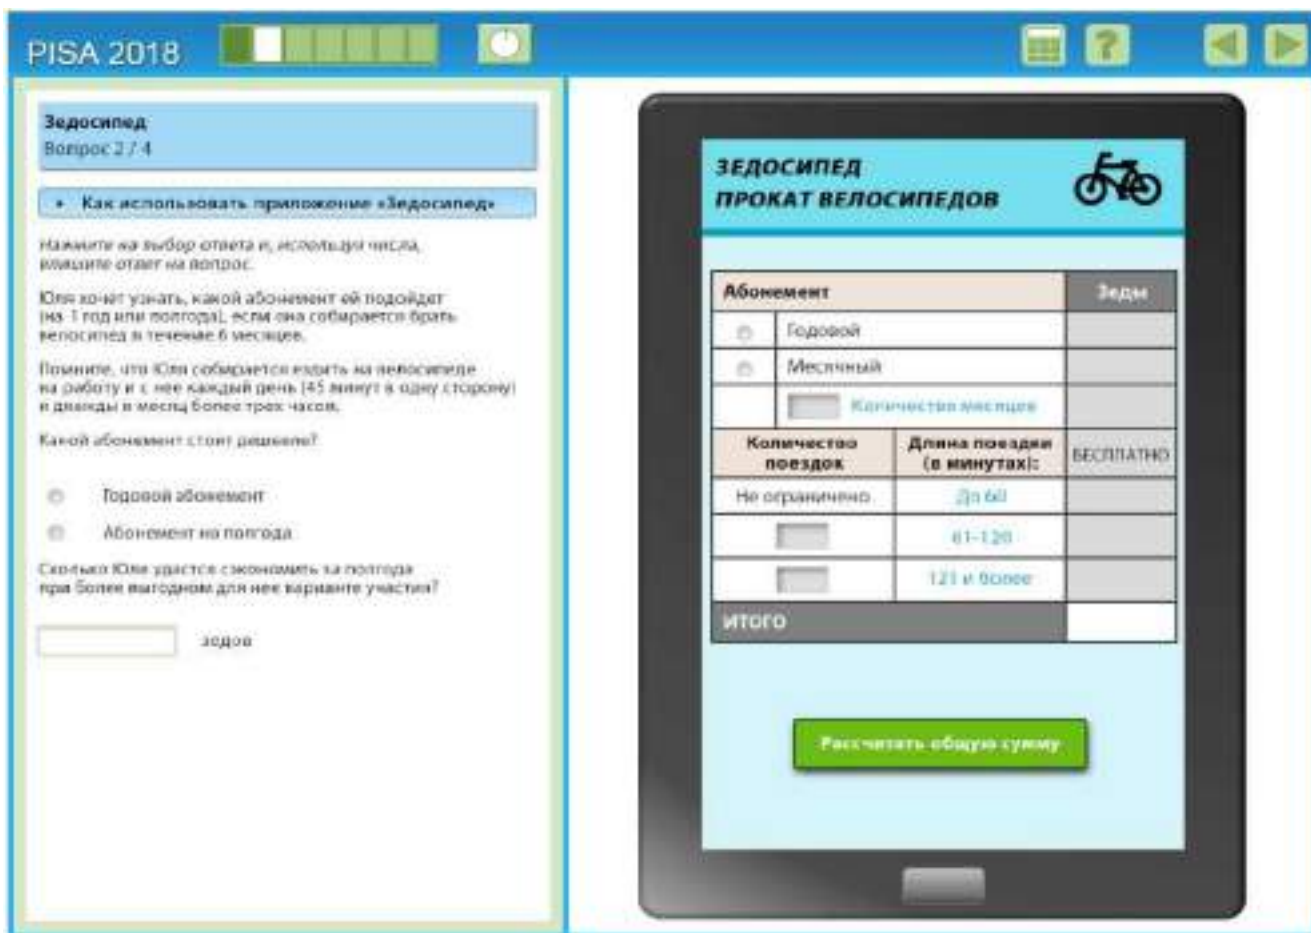 PISA 2018
Зедосипед
Вопрос 2 / 4
Как использовать приложение «Зедосипед»
Нажмите на выбор ответа и, используя числа,
впишите ответ на вопрос.
Юля хочет узнать, какой абонемент ей подойдет
(на 1 год или полгода), если она собирается брать
велосипед в течение 6 месяцев.
Помните, что Юля собирается ездить на велосипеде
на работу и с нее каждый день (45 минут в одну сторону)
и дважды в месяц более трех часов.
Какой абонемент стоит дешевле?
Годовой абонемент
Абонемент на полгода
Сколько Юле удастся сэкономить за полгода
при более выгодном для нее варианте участия?
зедов
ЗЕДОСИПЕД
ПРОКАТ ВЕЛОСИПЕДОВ
Абонемент Зеды
Годовой
Месячный
Количество месяцев
Количество поездок Длина поездки (в минутах): БЕСПЛАТНО
Не ограничено До 60
61-120
121 и более
ИТОГО
Рассчитать общую сумму